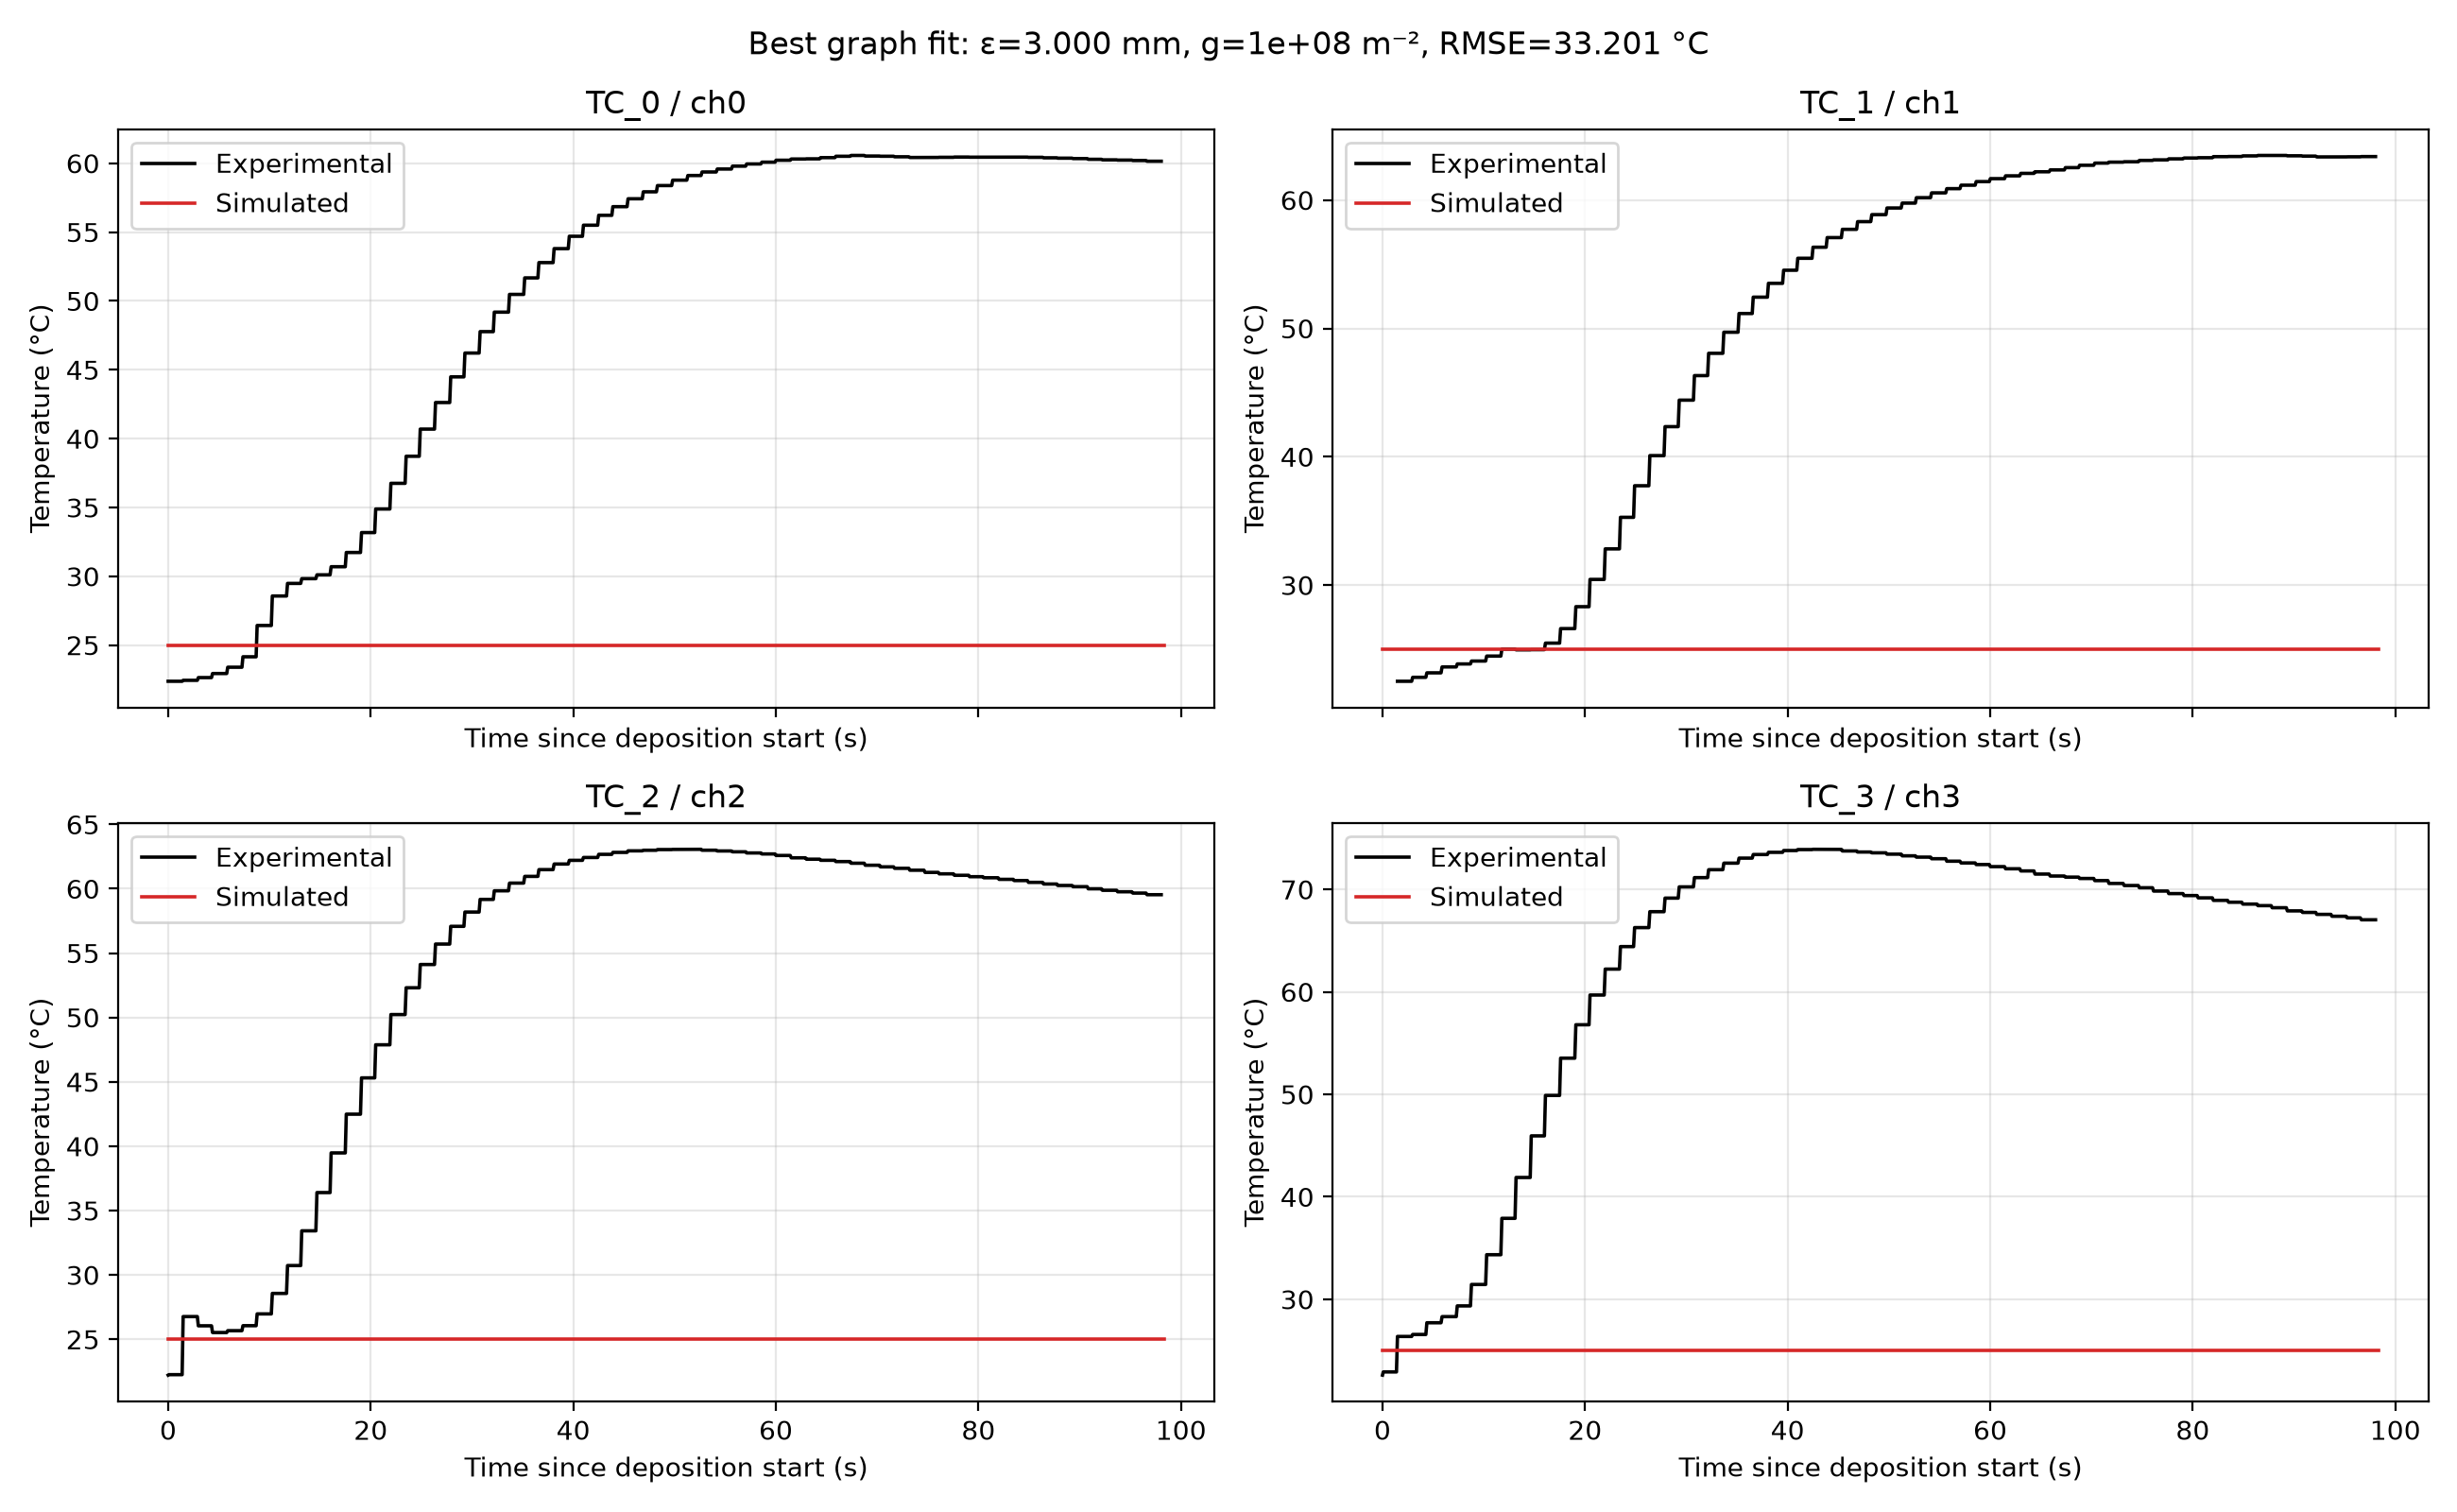 Best graph fit: ε=3.000 mm, g=1e+08 m⁻², RMSE=33.201 °C
TC_0 / ch0
TC_1 / ch1
Experimental
Simulated
Experimental
Simulated
60
55
50
45
40
35
30
25
60
50
40
30
Temperature (°C)
Temperature (°C)
Time since deposition start (s)
Time since deposition start (s)
TC_2 / ch2
TC_3 / ch3
Experimental
Simulated
Experimental
Simulated
65
60
55
50
45
40
35
30
25
70
60
50
40
30
Temperature (°C)
Temperature (°C)
0 20 40 60 80 100
0 20 40 60 80 100
Time since deposition start (s)
Time since deposition start (s)